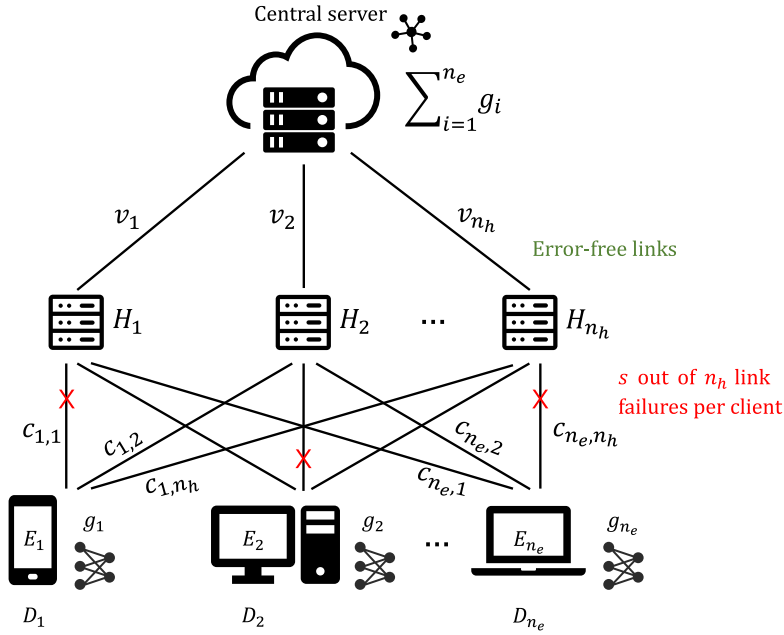 Central server
∑_{i=1}^{n_e} g_i
v_1 v_2 v_{n_h}
Error-free links
H_1 H_2 ... H_{n_h}
s out of n_h link
failures per client
X X
X
c_{1,1} c_{1,2} c_{1,n_h} c_{n_e,1} c_{n_e,2} c_{n_e,n_h}
g_1 g_2 g_{n_e}
E_1 E_2 ... E_{n_e}
D_1 D_2 D_{n_e}